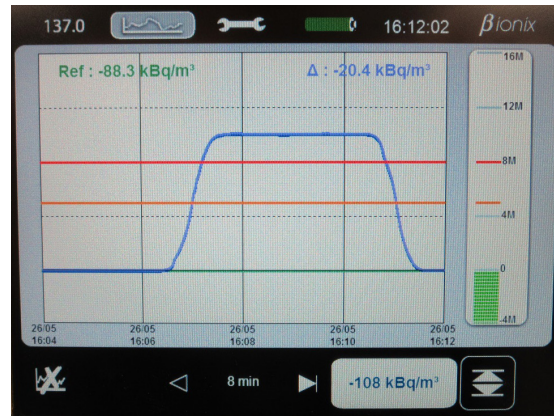 137.0
16:12:02
βionix
Ref : -88.3 kBq/m³
Δ : -20.4 kBq/m³
16M
12M
8M
4M
0
-4M
26/05 26/05 26/05 26/05 26/05
16:04 16:06 16:08 16:10 16:12
8 min
-108 kBq/m³